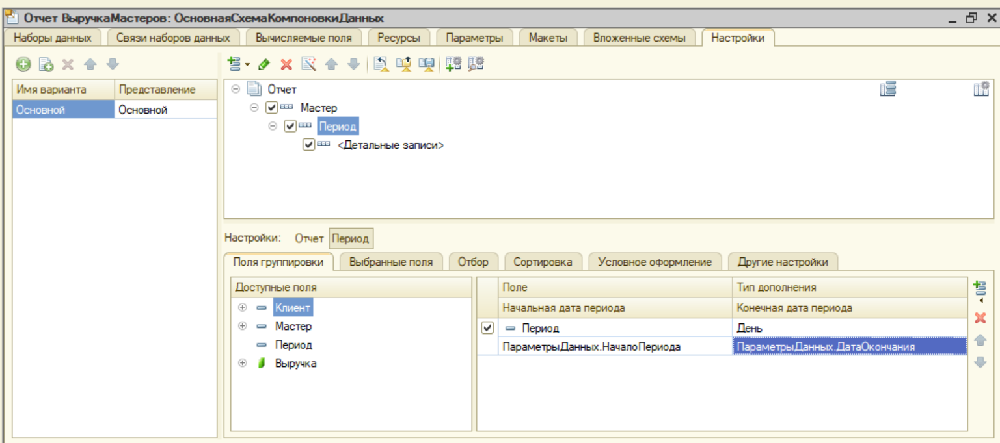 Отчет ВыручкаМастеров: ОсновнаяСхемаКомпоновкиДанных
Наборы данных Связи наборов данных Вычисляемые поля Ресурсы Параметры Макеты Вложенные схемы Настройки
Имя варианта Представление
Основной Основной
Отчет
Мастер
Период
<Детальные записи>
Настройки: Отчет Период
Поля группировки Выбранные поля Отбор Сортировка Условное оформление Другие настройки
Доступные поля
Клиент
Мастер
Период
Выручка
Поле Тип дополнения
Начальная дата периода Конечная дата периода
Период День
ПараметрыДанных.НачалоПериода ПараметрыДанных.ДатаОкончания